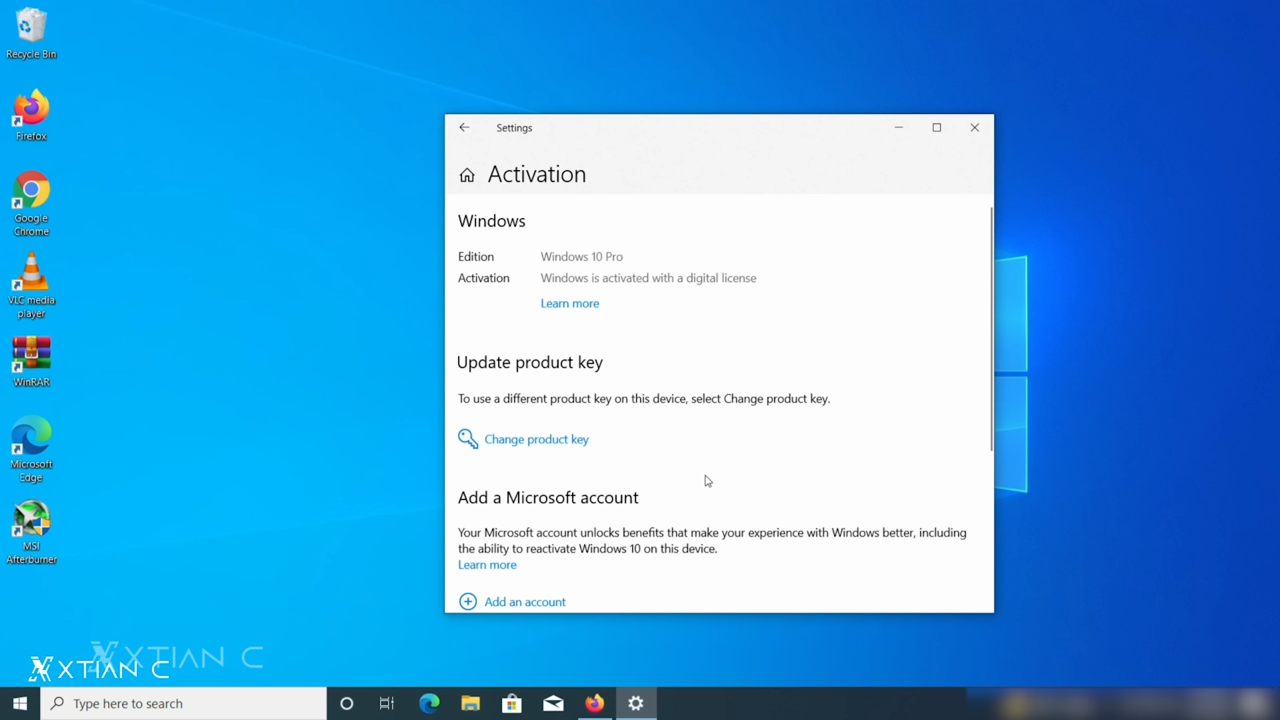 Recycle Bin
Firefox
Google
Chrome
VLC media
player
WinRAR
Microsoft
Edge
MSI
Afterburner
Settings
Activation
Windows
Edition Windows 10 Pro
Activation Windows is activated with a digital license
Learn more
Update product key
To use a different product key on this device, select Change product key.
Change product key
Add a Microsoft account
Your Microsoft account unlocks benefits that make your experience with Windows better, including
the ability to reactivate Windows 10 on this device.
Learn more
Add an account
XTIAN C
XTIAN C
Type here to search